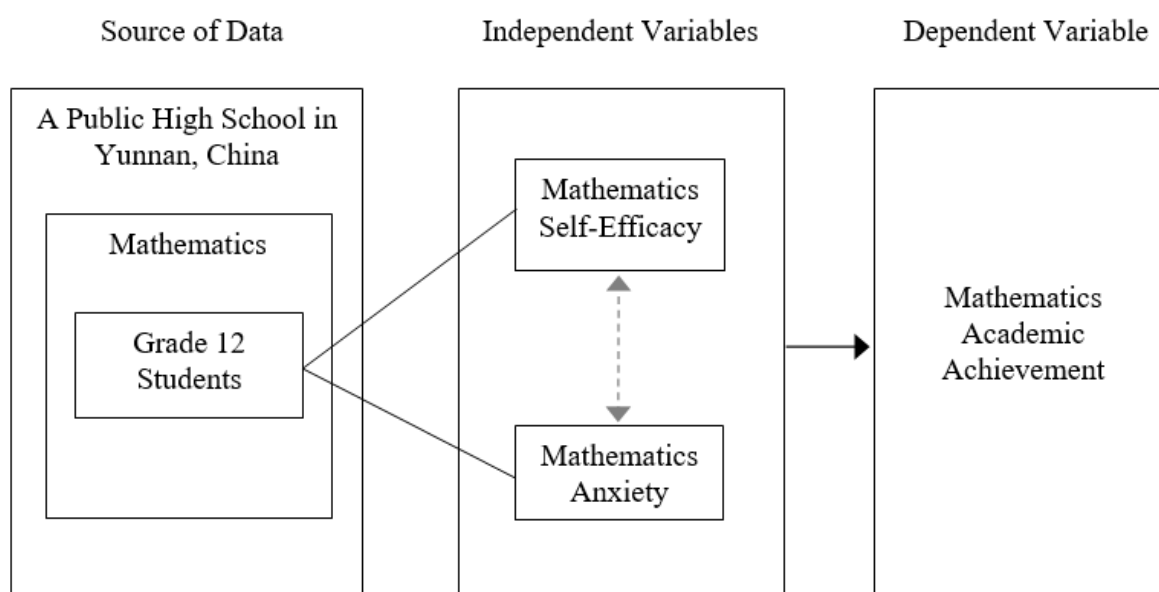 Source of Data
Independent Variables
Dependent Variable
A Public High School in
Yunnan, China
Mathematics
Grade 12
Students
Mathematics
Self-Efficacy
Mathematics
Anxiety
Mathematics
Academic
Achievement